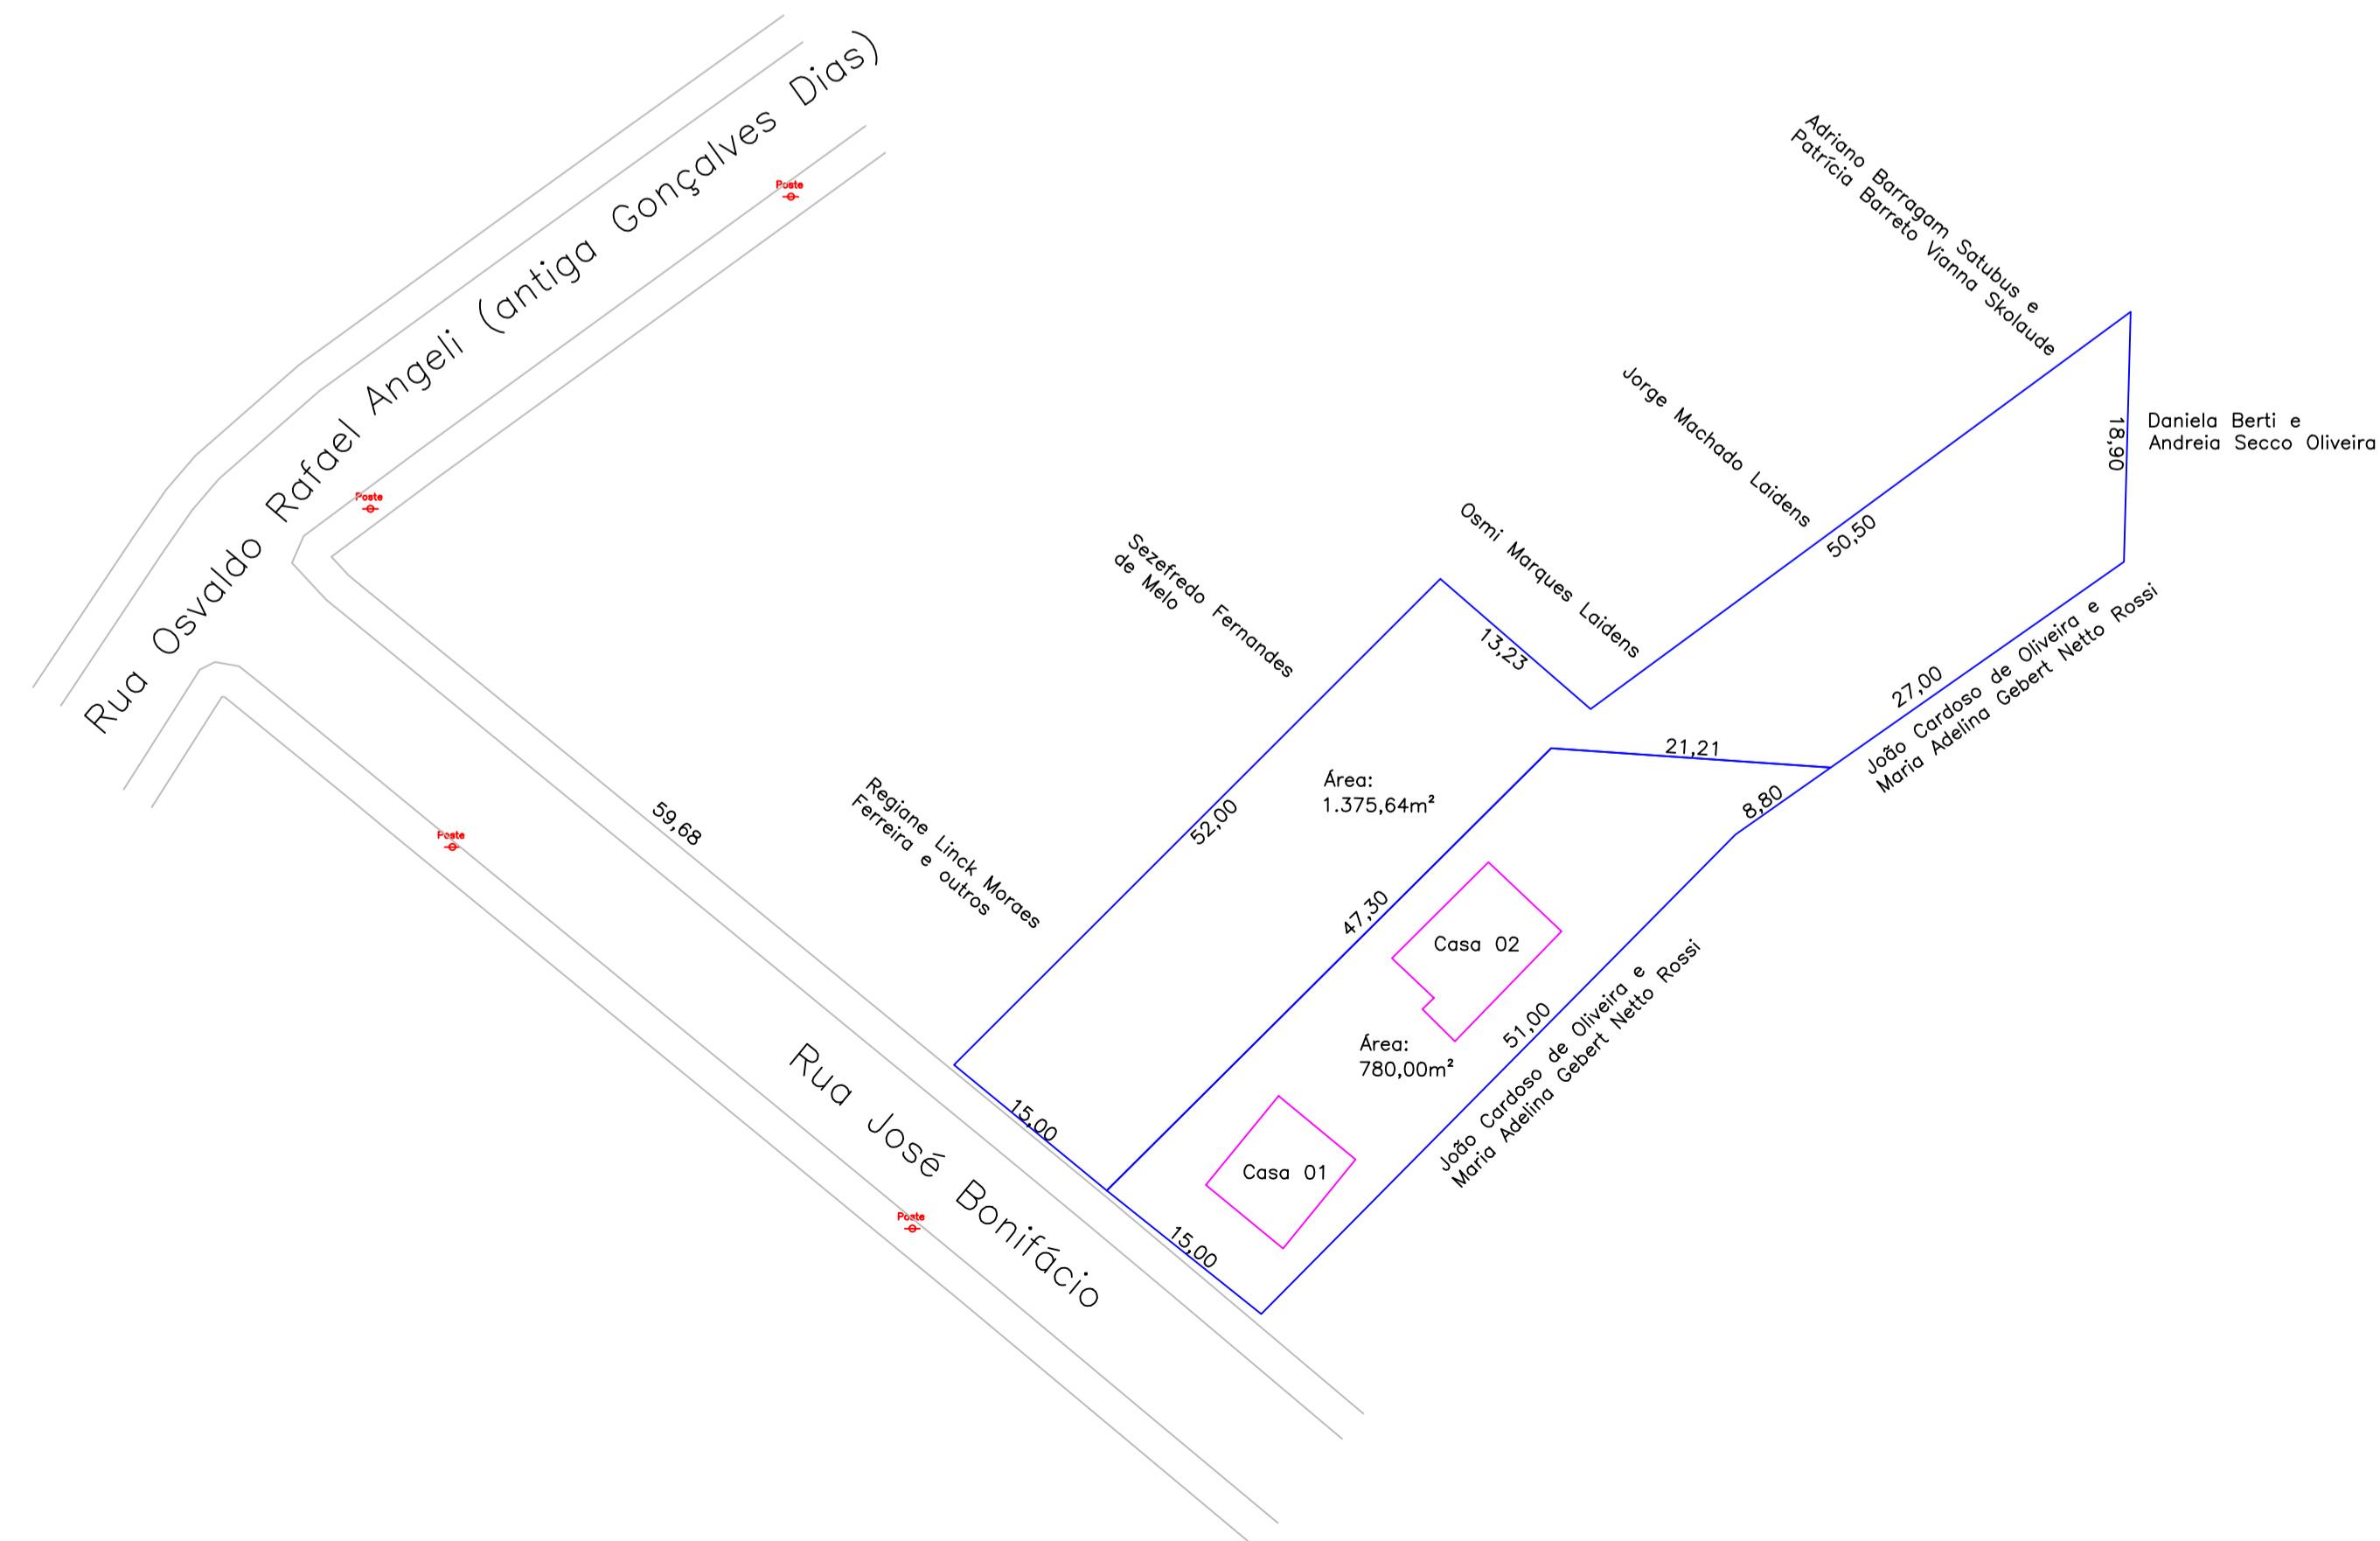 Rua Osvaldo Rafael Angeli (antiga Gonçalves Dias)
Poste
Poste
Poste
Poste
Rua José Bonifácio
59,68
Regiane Linck Moraes
Ferreira e outros
Sezefredo Fernandes
de Melo
Osmi Marques Laidens
Jorge Machado Laidens
Adriano Barragam Satubus e
Patrícia Barreto Vianna Skolaude
Daniela Berti e
Andreia Secco Oliveira
18,90
50,50
13,23
52,00
Área:
1.375,64m²
21,21
27,00
João Cardoso de Oliveira e
Maria Adelina Gebert Netto Rossi
8,80
47,30
Casa 02
51,00
João Cardoso de Oliveira e
Maria Adelina Gebert Netto Rossi
Área:
780,00m²
Casa 01
15,00
15,00